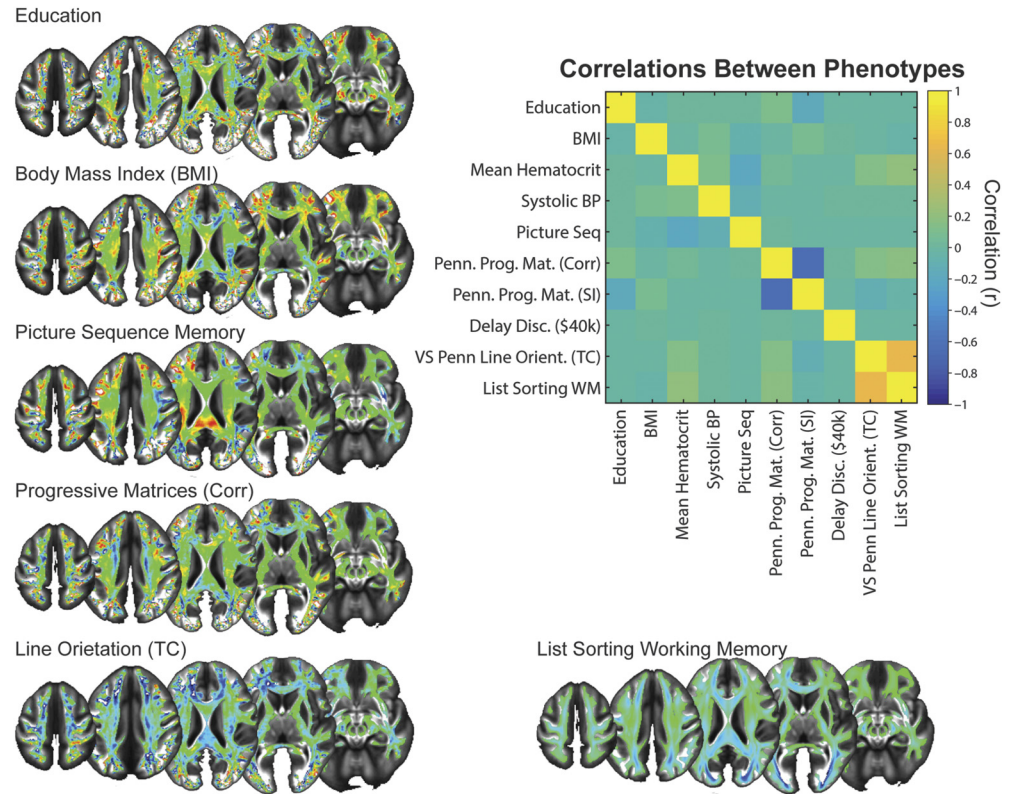 Education
Body Mass Index (BMI)
Picture Sequence Memory
Progressive Matrices (Corr)
Line Orietation (TC)
List Sorting Working Memory
Correlations Between Phenotypes
Education
BMI
Mean Hematocrit
Systolic BP
Picture Seq
Penn. Prog. Mat. (Corr)
Penn. Prog. Mat. (SI)
Delay Disc. ($40k)
VS Penn Line Orient. (TC)
List Sorting WM
Education
BMI
Mean Hematocrit
Systolic BP
Picture Seq
Penn. Prog. Mat. (Corr)
Penn. Prog. Mat. (SI)
Delay Disc. ($40k)
VS Penn Line Orient. (TC)
List Sorting WM
1
0.8
0.6
0.4
0.2
0
−0.2
−0.4
−0.6
−0.8
−1
Correlation (r)